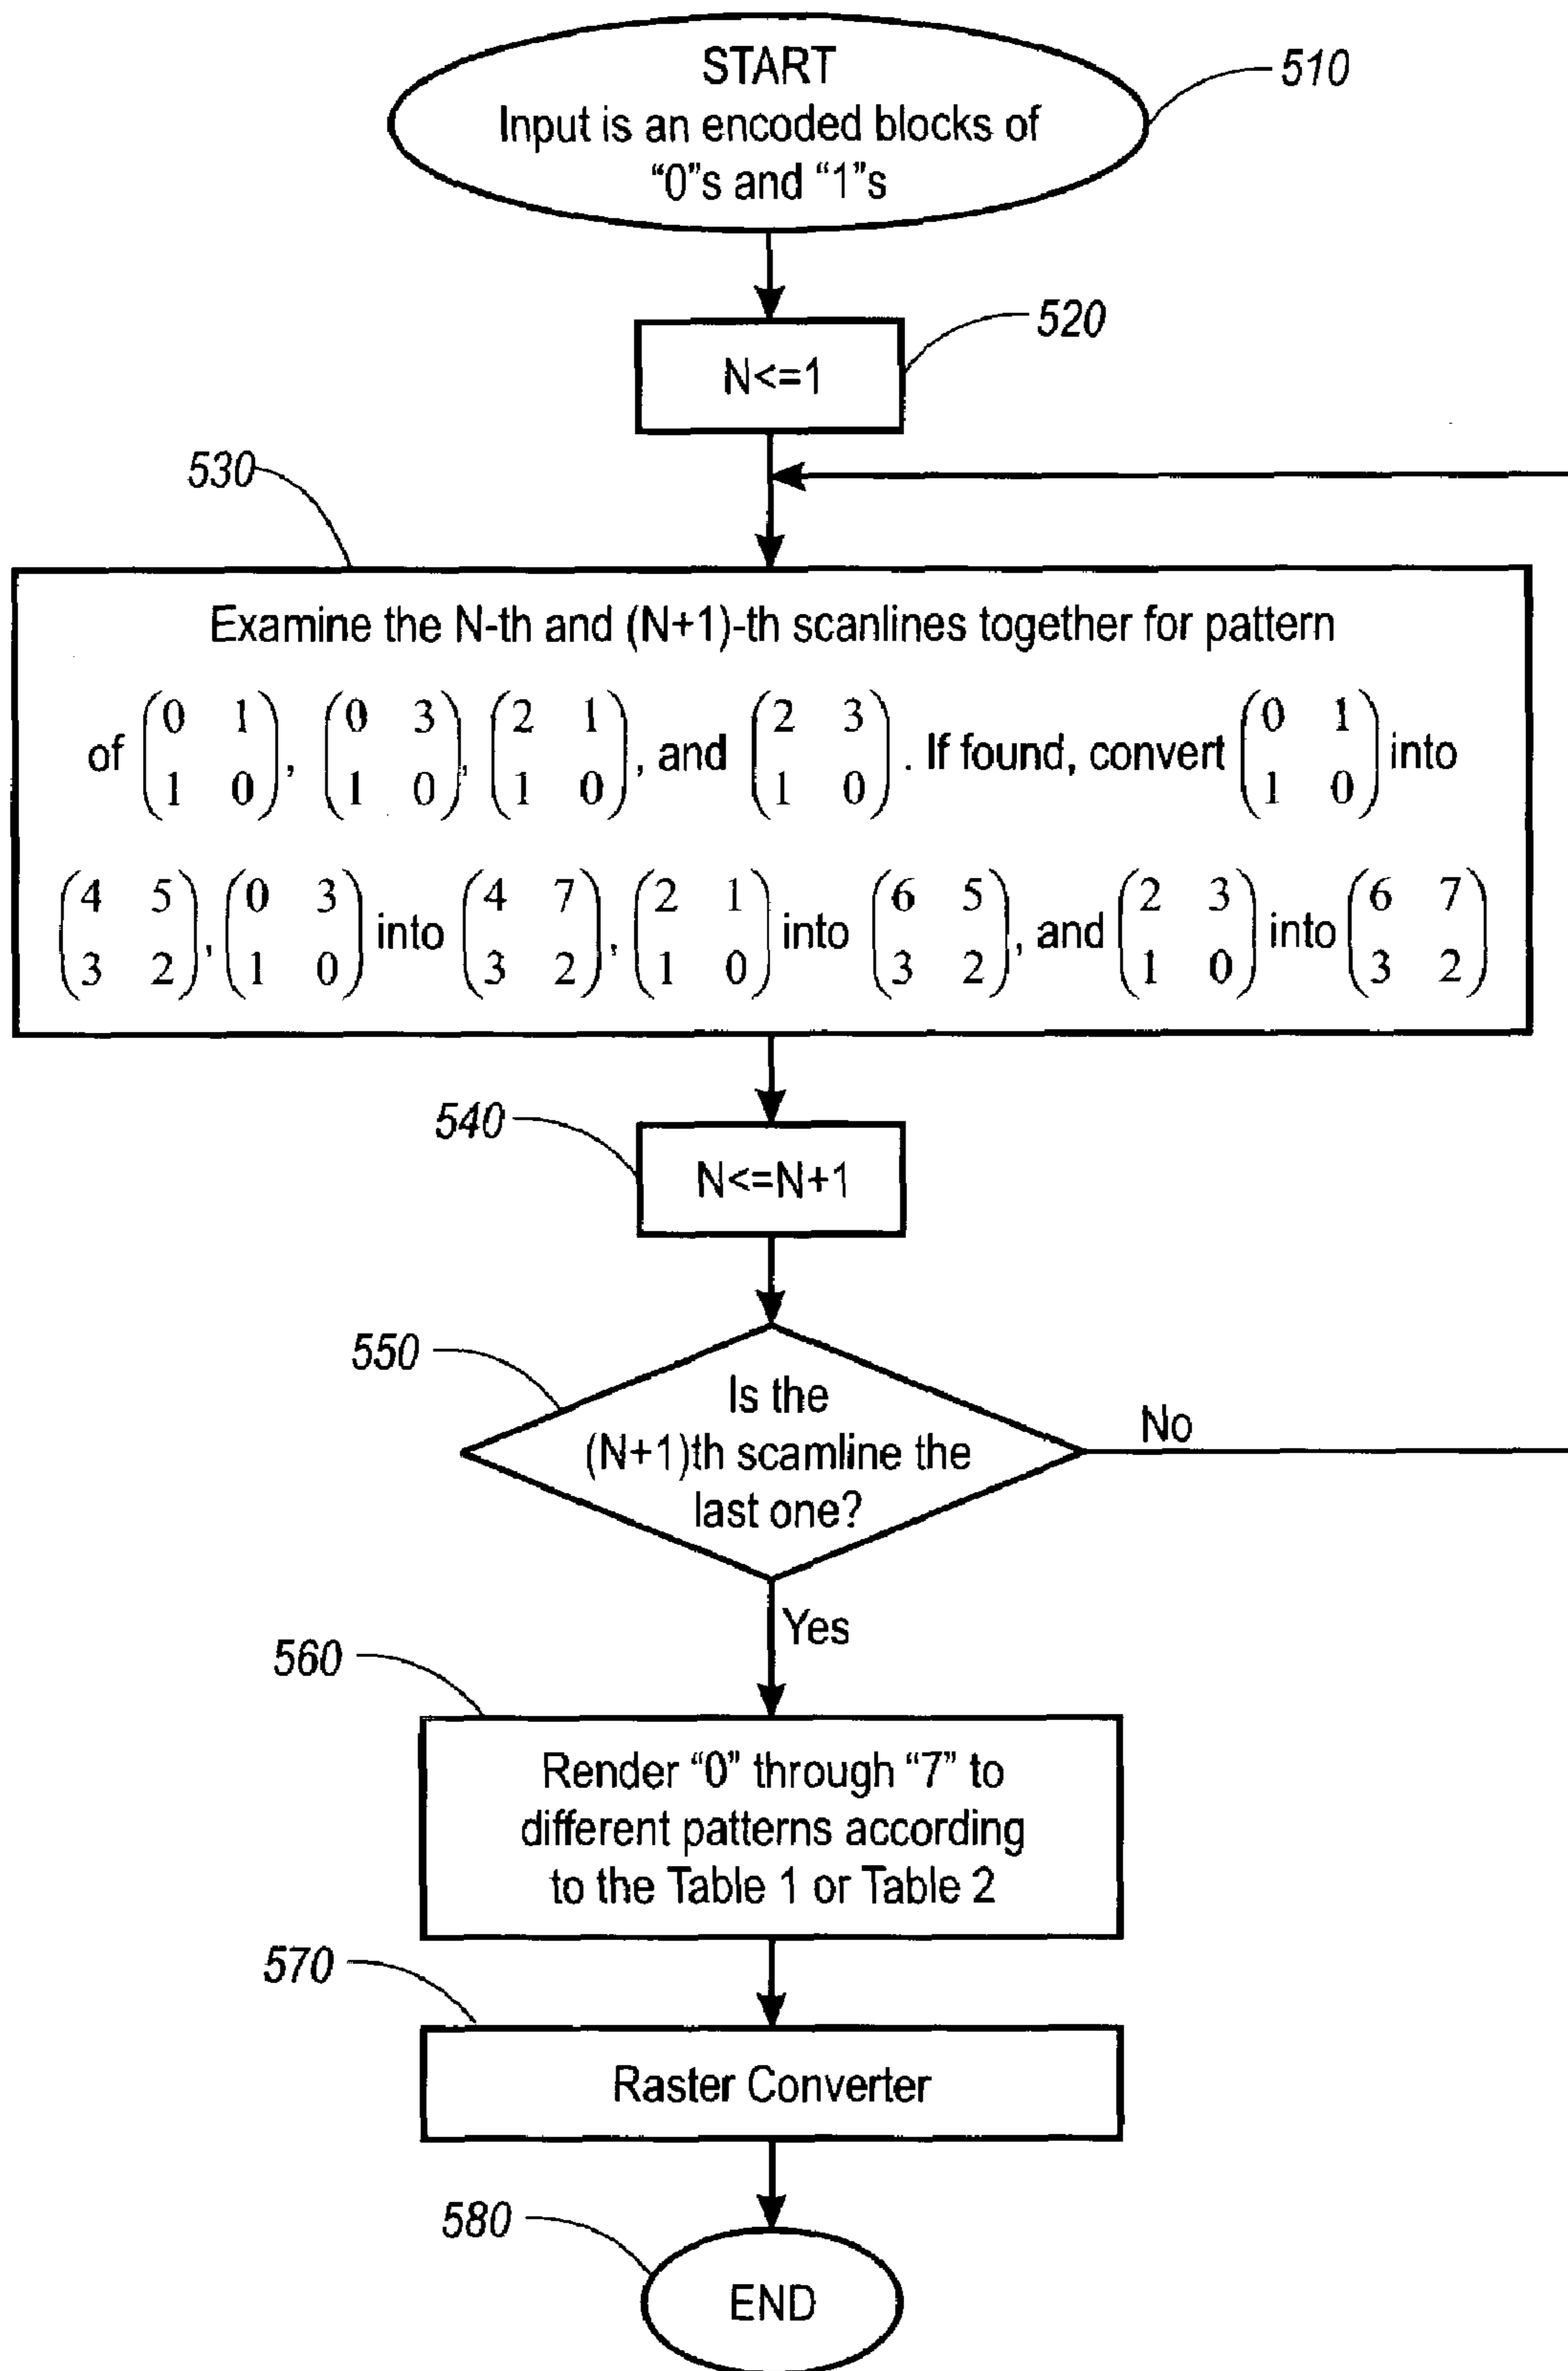 START
510
Input is an encoded blocks of
“0”s and “1”s
520
N<=1
530
Examine the N-th and (N+1)-th scanlines together for pattern
of (0 1 1 0), (0 3 1 0), (2 1 1 0), and (2 3 1 0). If found, convert (0 1 1 0) into
(4 5 3 2), (0 3 1 0) into (4 7 3 2), (2 1 1 0) into (6 5 3 2), and (2 3 1 0) into (6 7 3 2)
540
N<=N+1
550
Is the
(N+1)th scamline the
last one?
No
Yes
560
Render “0” through “7” to
different patterns according
to the Table 1 or Table 2
570
Raster Converter
580
END